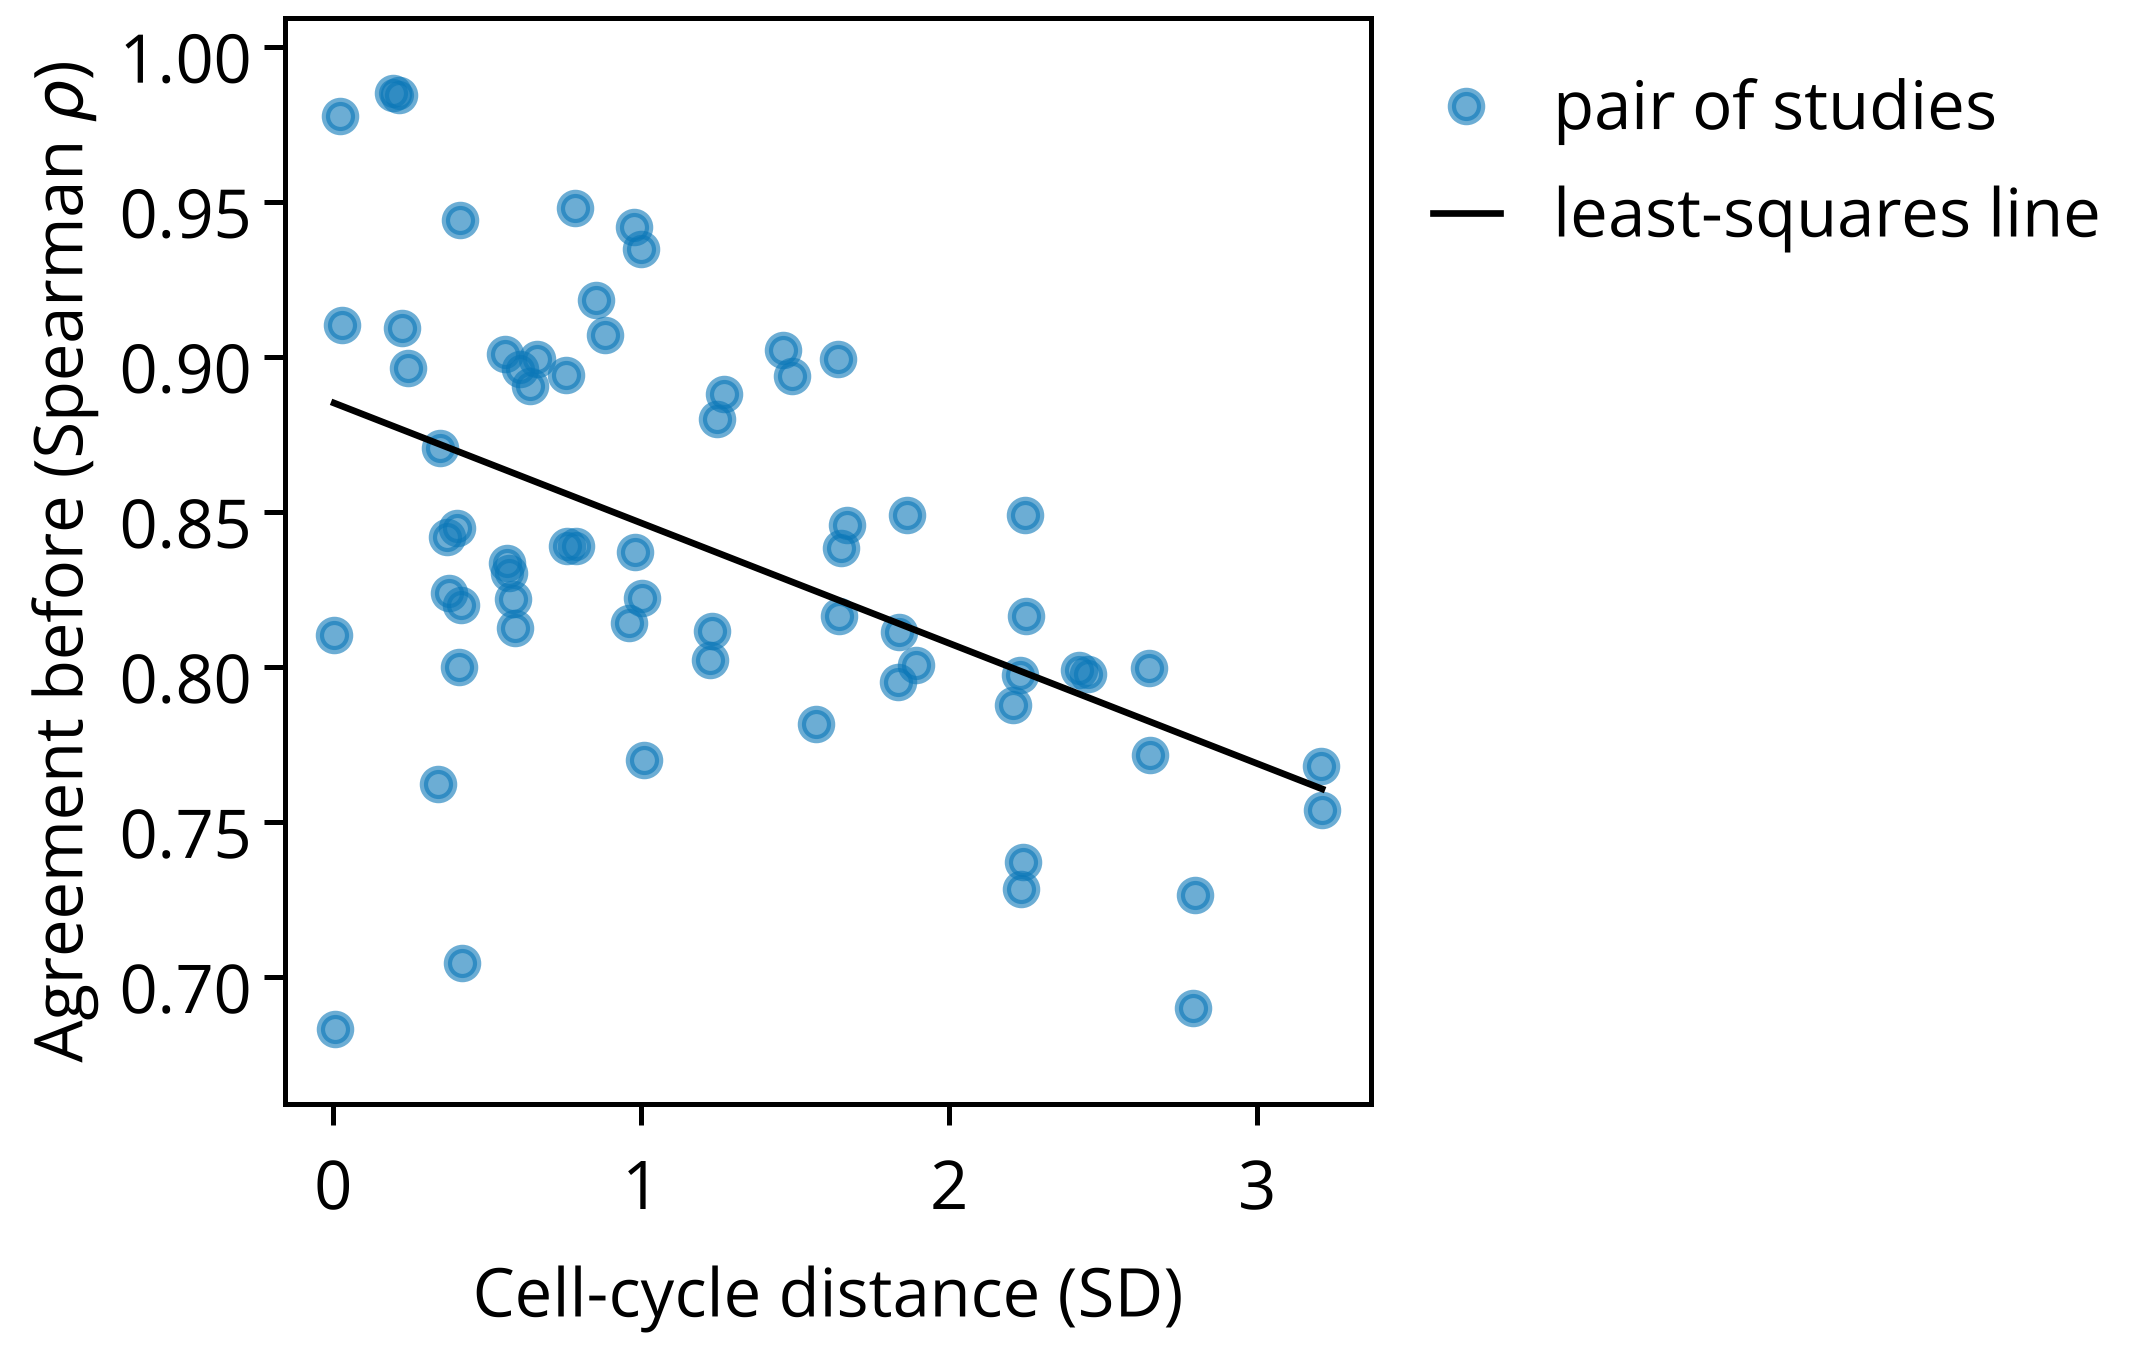 Agreement before (Spearman ρ)
1.00
0.95
0.90
0.85
0.80
0.75
0.70
0
1
2
3
Cell-cycle distance (SD)
pair of studies
least-squares line